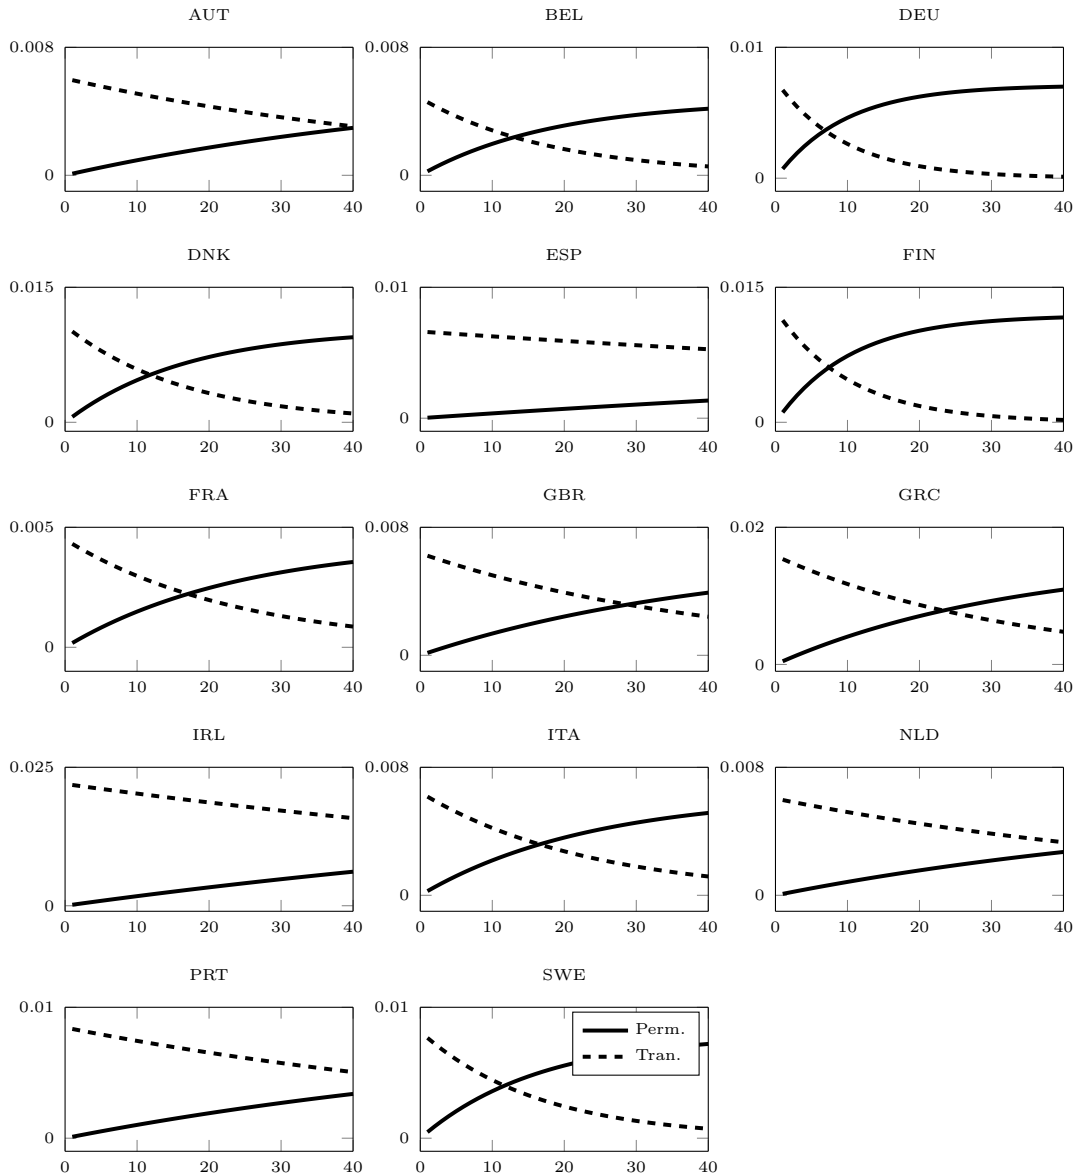 AUT BEL DEU
0.008 0.008 0.01
0 0 0
0 10 20 30 40 0 10 20 30 40 0 10 20 30 40
DNK ESP FIN
0.015 0.01 0.015
0 0 0
0 10 20 30 40 0 10 20 30 40 0 10 20 30 40
FRA GBR GRC
0.005 0.008 0.02
0 0 0
0 10 20 30 40 0 10 20 30 40 0 10 20 30 40
IRL ITA NLD
0.025 0.008 0.008
0 0 0
0 10 20 30 40 0 10 20 30 40 0 10 20 30 40
PRT SWE
0.01 0.01
Perm.
Tran.
0 0
0 10 20 30 40 0 10 20 30 40